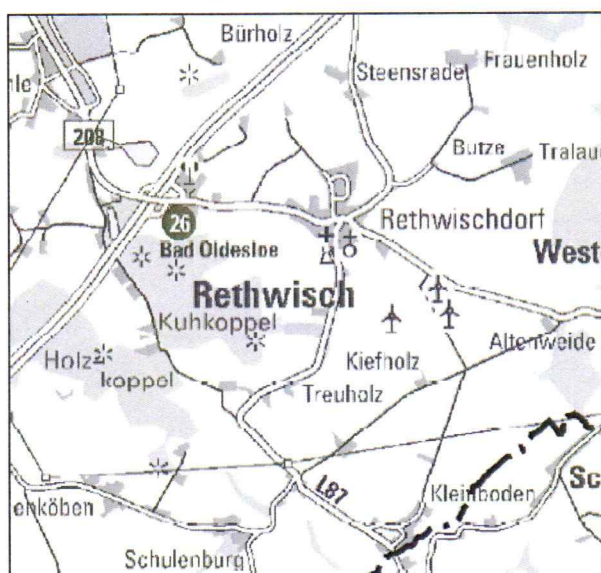 Bürholz
Frauenholz
Steensrade
208
Butze
Tralau
26
Bad Oldesloe
Rethwischdorf
West
Rethwisch
Kuhkoppel
Altenweide
Holz
koppel
Kiefholz
Treuholz
L87
Kleinboden
Sc
enköben
Schulenburg